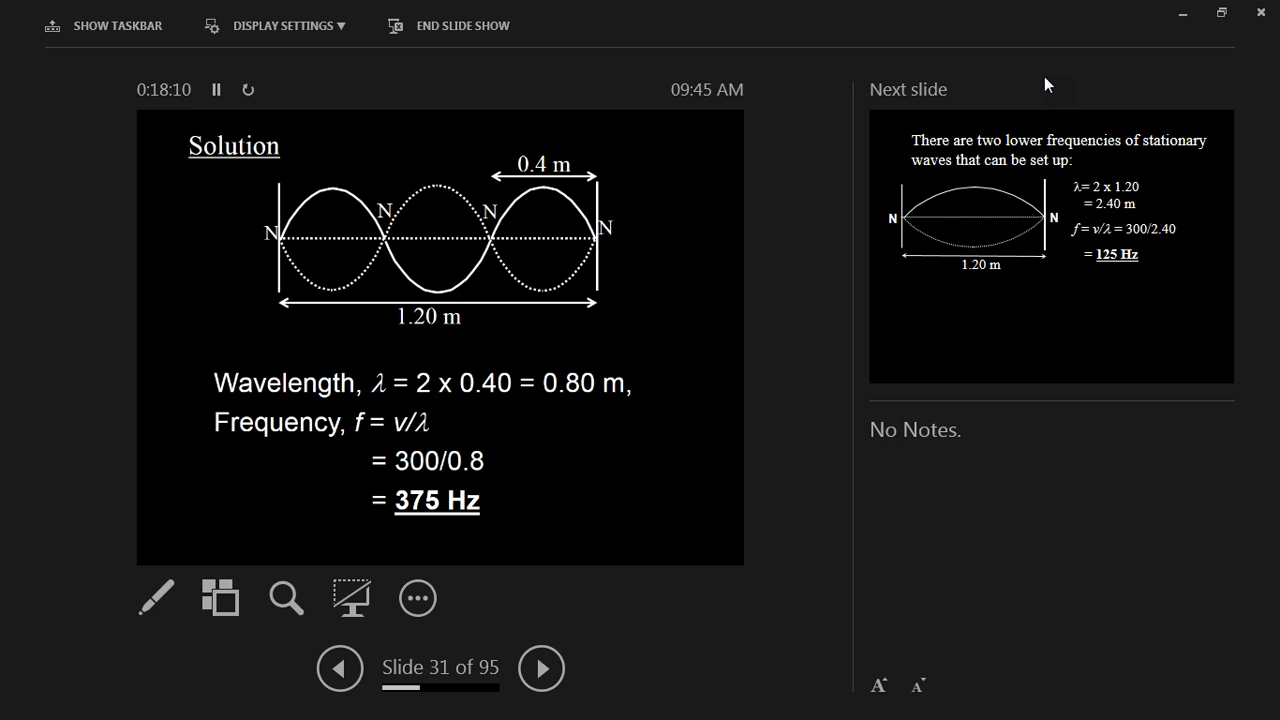 SHOW TASKBAR
DISPLAY SETTINGS ▼
END SLIDE SHOW
0:18:10
09:45 AM
Solution
0.4 m
N
N
N
N
1.20 m
Wavelength, λ = 2 x 0.40 = 0.80 m,
Frequency, f = v/λ
= 300/0.8
= 375 Hz
Slide 31 of 95
Next slide
There are two lower frequencies of stationary
waves that can be set up:
λ= 2 x 1.20
= 2.40 m
N
N
f= v/λ = 300/2.40
= 125 Hz
1.20 m
No Notes.
A
A